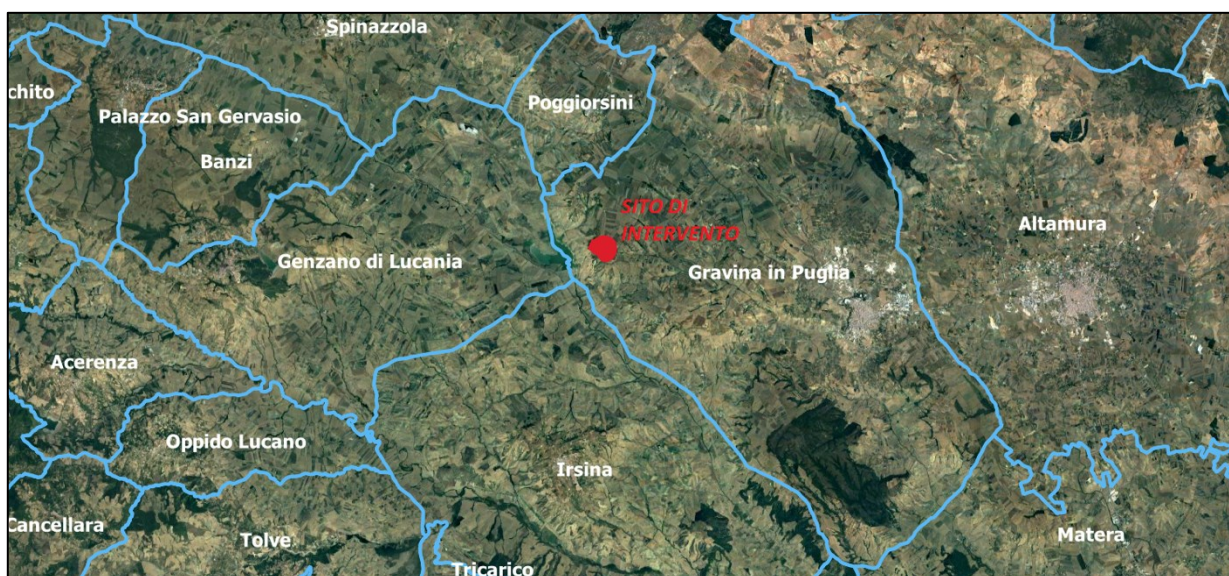 Spinazzola
chito
Palazzo San Gervasio
Poggiorsini
Banzi
SITO DI
INTERVENTO
Altamura
Genzano di Lucania
Gravina in Puglia
Acerenza
Oppido Lucano
Irsina
Cancellara
Tolve
Matera
Tricarico